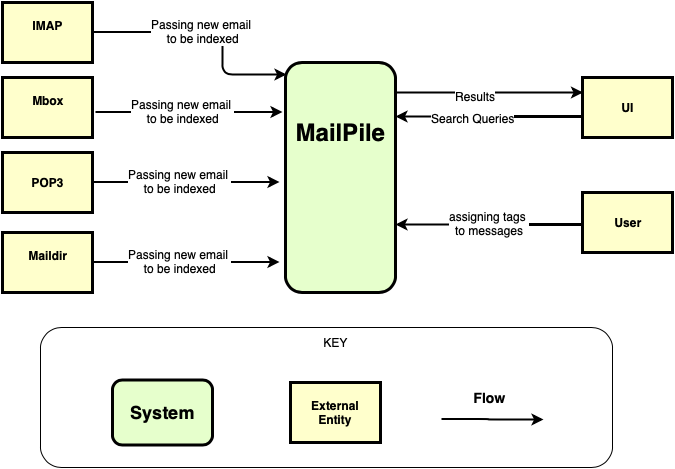 IMAP
Passing new email
to be indexed
Mbox
Passing new email
to be indexed
POP3
Passing new email
to be indexed
Maildir
Passing new email
to be indexed
MailPile
Results
Search Queries
UI
assigning tags
to messages
User
KEY
System
External
Entity
Flow